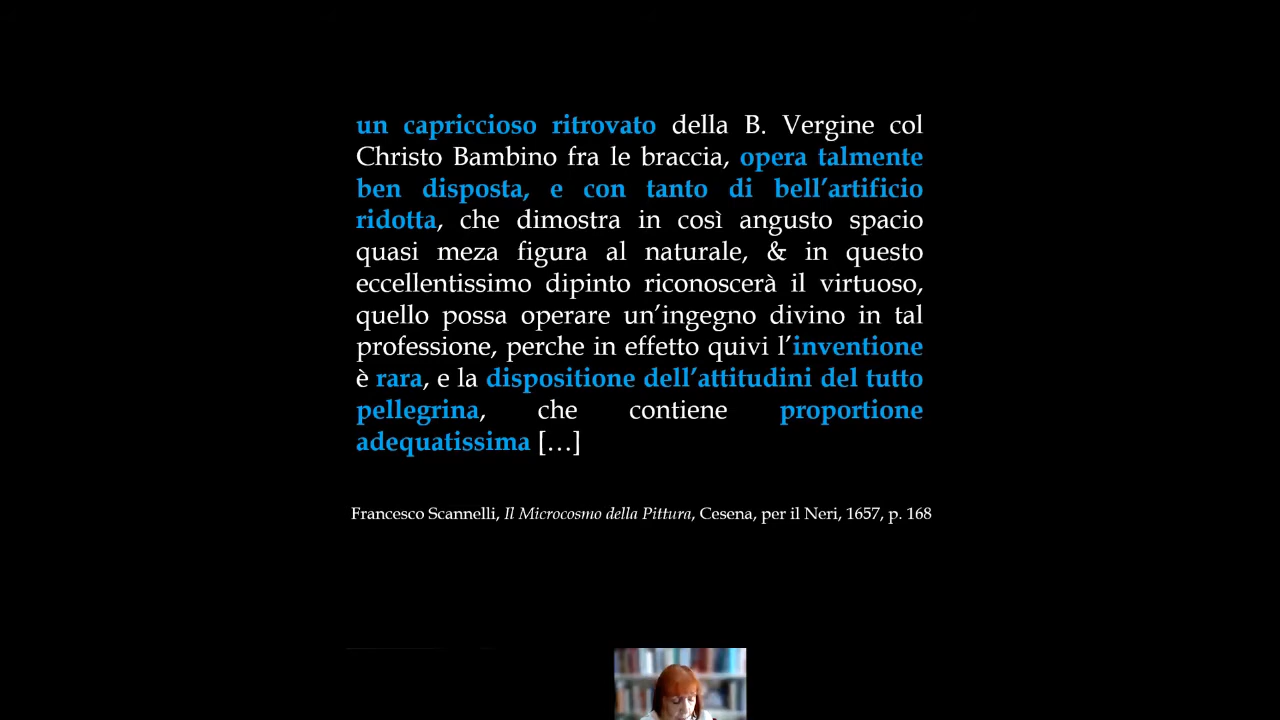 un capriccioso ritrovato della B. Vergine col
Christo Bambino fra le braccia, opera talmente
ben disposta, e con tanto di bell’artificio
ridotta, che dimostra in così angusto spacio
quasi meza figura al naturale, & in questo
eccellentissimo dipinto riconoscerà il virtuoso,
quello possa operare un’ingegno divino in tal
professione, perche in effetto quivi l’inventione
è rara, e la dispositione dell’attitudini del tutto
pellegrina, che contiene proportione
adequatissima […]
Francesco Scannelli, Il Microcosmo della Pittura, Cesena, per il Neri, 1657, p. 168